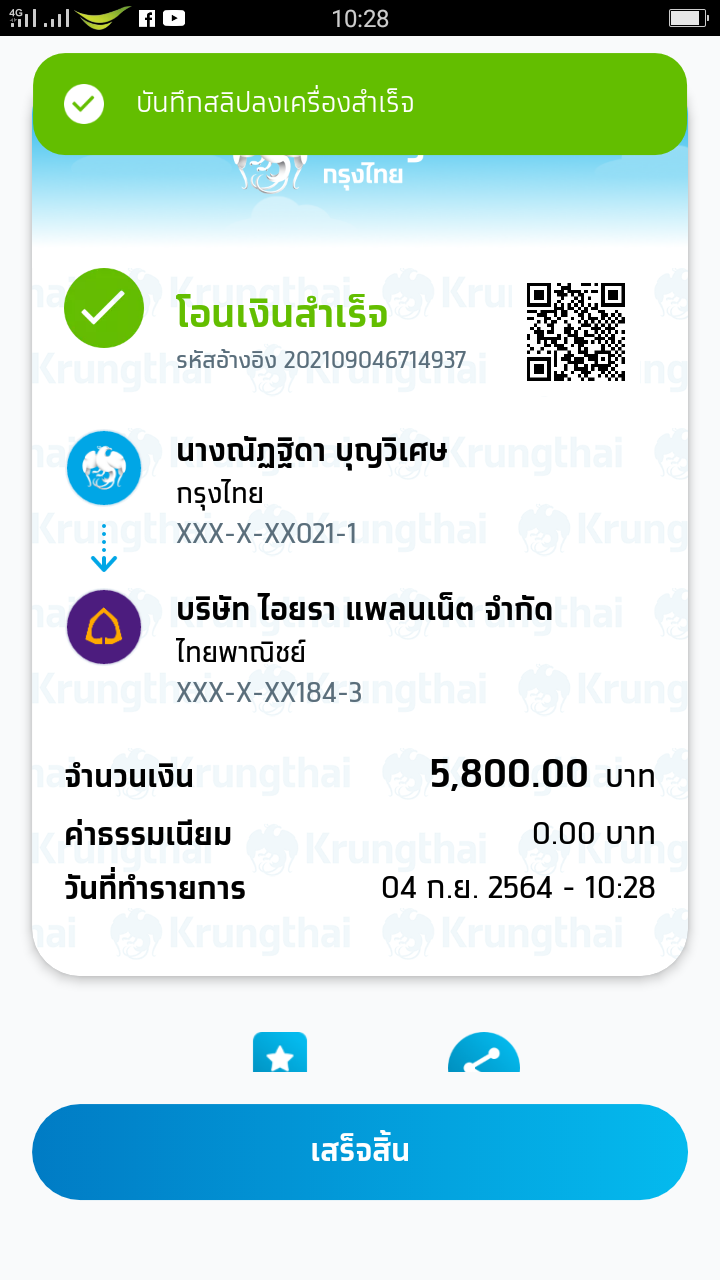 4G
10:28
บันทึกสลิปลงเครื่องสำเร็จ
กรุงไทย
โอนเงินสำเร็จ
รหัสอ้างอิง 202109046714937
นางณัฏฐิดา บุญวิเศษ
กรุงไทย
XXX-X-XX021-1
บริษัท ไอยรา แพลนเน็ต จำกัด
ไทยพาณิชย์
XXX-X-XX184-3
จำนวนเงิน 5,800.00 บาท
ค่าธรรมเนียม 0.00 บาท
วันที่ทำรายการ 04 ก.ย. 2564 - 10:28
เสร็จสิ้น